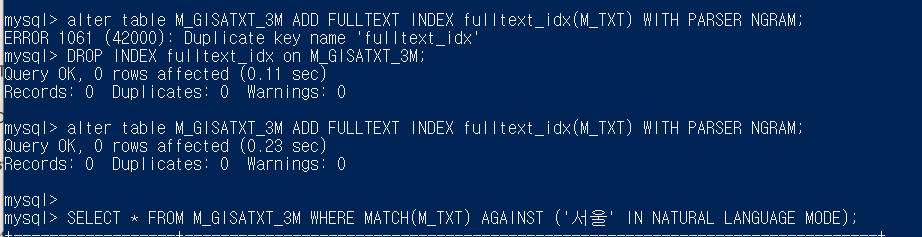 mysql> alter table M_GISATXT_3M ADD FULLTEXT INDEX fulltext_idx(M_TXT) WITH PARSER NGRAM;
ERROR 1061 (42000): Duplicate key name 'fulltext_idx'
mysql> DROP INDEX fulltext_idx on M_GISATXT_3M;
Query OK, 0 rows affected (0.11 sec)
Records: 0  Duplicates: 0  Warnings: 0
mysql> alter table M_GISATXT_3M ADD FULLTEXT INDEX fulltext_idx(M_TXT) WITH PARSER NGRAM;
Query OK, 0 rows affected (0.23 sec)
Records: 0  Duplicates: 0  Warnings: 0
mysql>
mysql> SELECT * FROM M_GISATXT_3M WHERE MATCH(M_TXT) AGAINST ('서울' IN NATURAL LANGUAGE MODE);